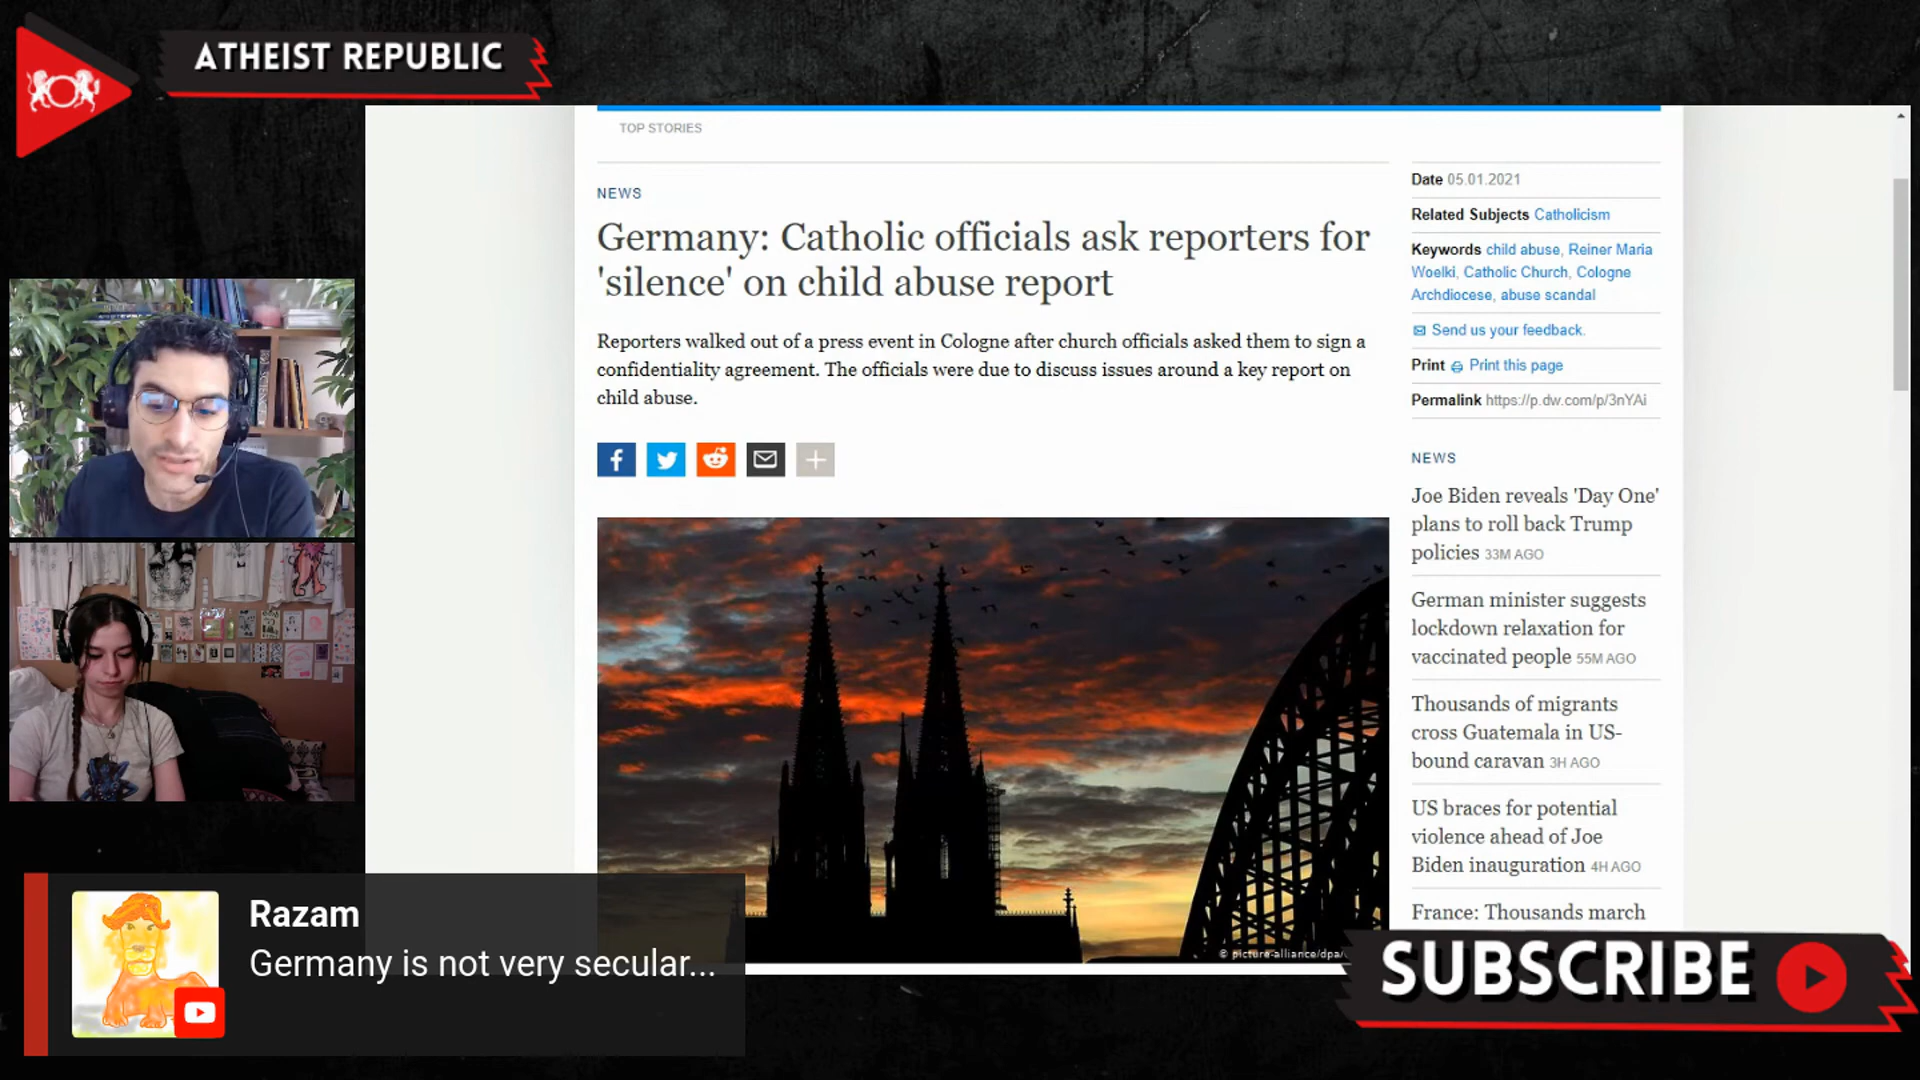 ATHEIST REPUBLIC
TOP STORIES
NEWS
Germany: Catholic officials ask reporters for
'silence' on child abuse report
Reporters walked out of a press event in Cologne after church officials asked them to sign a
confidentiality agreement. The officials were due to discuss issues around a key report on
child abuse.
© picture-alliance/dpa/
Date 05.01.2021
Related Subjects Catholicism
Keywords child abuse, Reiner Maria
Woelki, Catholic Church, Cologne
Archdiocese, abuse scandal
Send us your feedback.
Print Print this page
Permalink https://p.dw.com/p/3nYAi
NEWS
Joe Biden reveals 'Day One'
plans to roll back Trump
policies 33M AGO
German minister suggests
lockdown relaxation for
vaccinated people 55M AGO
Thousands of migrants
cross Guatemala in US-
bound caravan 3H AGO
US braces for potential
violence ahead of Joe
Biden inauguration 4H AGO
France: Thousands march
Razam
Germany is not very secular...
SUBSCRIBE